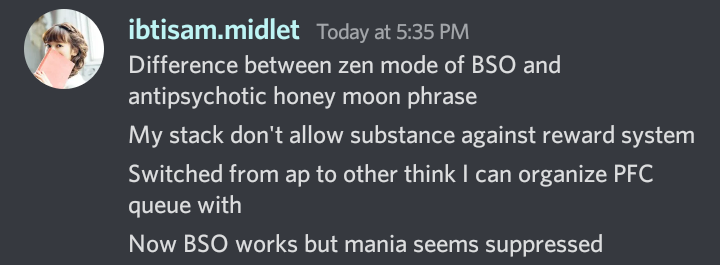 ibtisam.midlet Today at 5:35 PM
Difference between zen mode of BSO and
antipsychotic honey moon phrase
My stack don't allow substance against reward system
Switched from ap to other think I can organize PFC
queue with
Now BSO works but mania seems suppressed